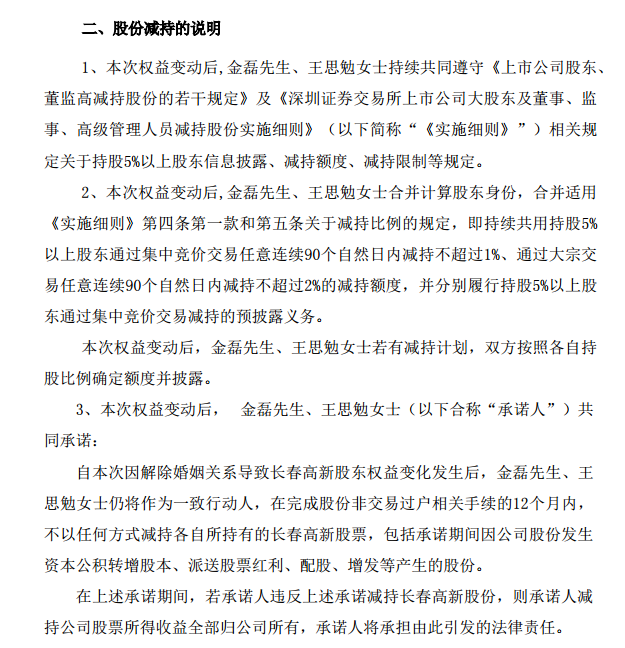 二、股份减持的说明
1、本次权益变动后,金磊先生、王思勉女士持续共同遵守《上市公司股东、
董监高减持股份的若干规定》及《深圳证券交易所上市公司大股东及董事、监
事、高级管理人员减持股份实施细则》（以下简称“《实施细则》”）相关规
定关于持股5%以上股东信息披露、减持额度、减持限制等规定。
2、本次权益变动后,金磊先生、王思勉女士合并计算股东身份，合并适用
《实施细则》第四条第一款和第五条关于减持比例的规定，即持续共用持股5%
以上股东通过集中竞价交易任意连续90个自然日内减持不超过1%、通过大宗交
易任意连续90个自然日内减持不超过2%的减持额度，并分别履行持股5%以上股
东通过集中竞价交易减持的预披露义务。
本次权益变动后，金磊先生、王思勉女士若有减持计划，双方按照各自持
股比例确定额度并披露。
3、本次权益变动后， 金磊先生、王思勉女士（以下合称“承诺人”）共
同承诺：
自本次因解除婚姻关系导致长春高新股东权益变化发生后，金磊先生、王
思勉女士仍将作为一致行动人，在完成股份非交易过户相关手续的12个月内，
不以任何方式减持各自所持有的长春高新股票，包括承诺期间因公司股份发生
资本公积转增股本、派送股票红利、配股、增发等产生的股份。
在上述承诺期间，若承诺人违反上述承诺减持长春高新股份，则承诺人减
持公司股票所得收益全部归公司所有，承诺人将承担由此引发的法律责任。